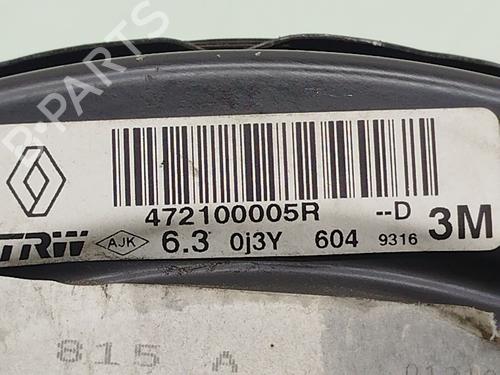 B-PARTS
472100005R --D 3M
TRW AJK 6.3 0j3Y 604 9316
815 A